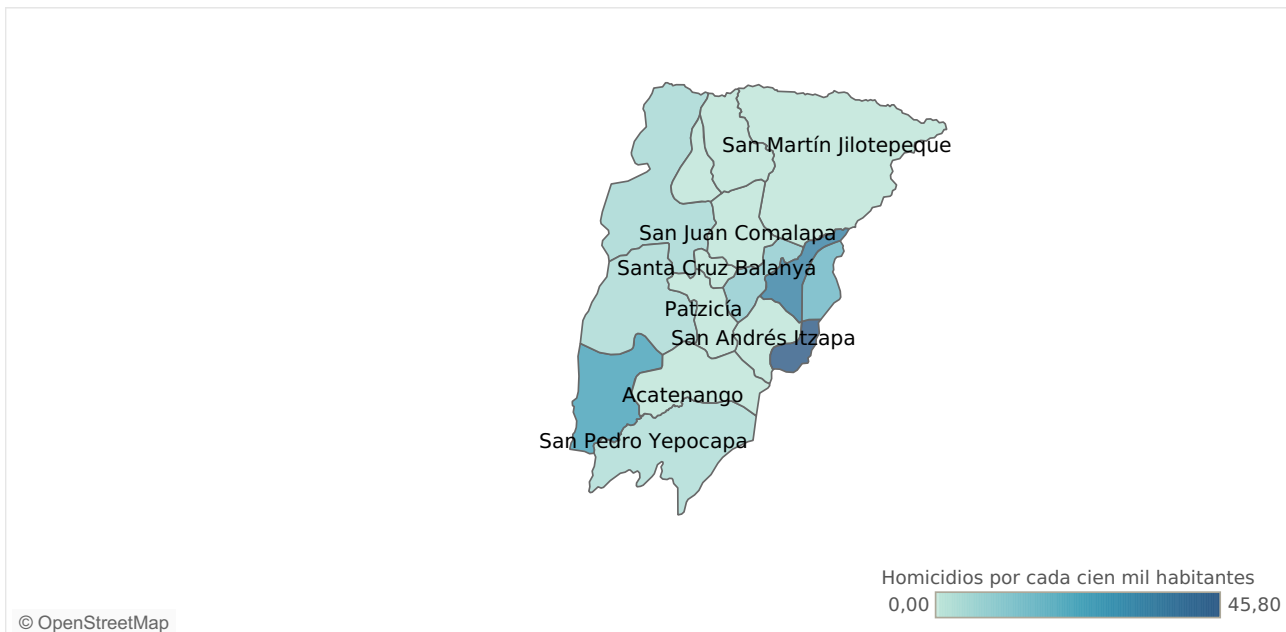 San Martín Jilotepeque
San Juan Comalapa
Santa Cruz Balanyá
Patzicía
San Andrés Itzapa
Acatenango
San Pedro Yepocapa
Homicidios por cada cien mil habitantes
0,00 45,80
© OpenStreetMap